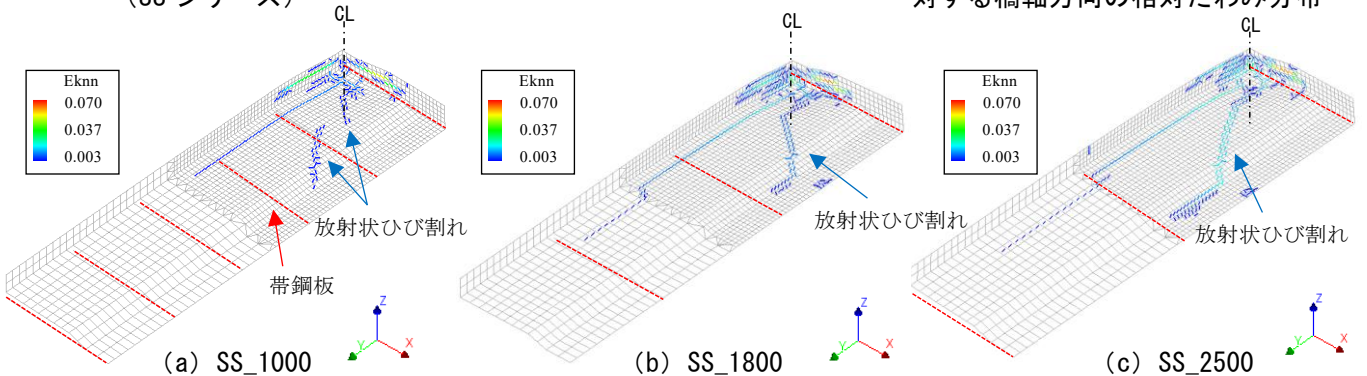 （SS シリーズ）
対する橋軸方向の相対たわみ分布
CL
Eknn
0.070
0.037
0.003
放射状ひび割れ
帯鋼板
Z
Y
X
(a) SS_1000
CL
Eknn
0.070
0.037
0.003
放射状ひび割れ
Z
Y
X
(b) SS_1800
CL
Eknn
0.070
0.037
0.003
放射状ひび割れ
Z
Y
X
(c) SS_2500